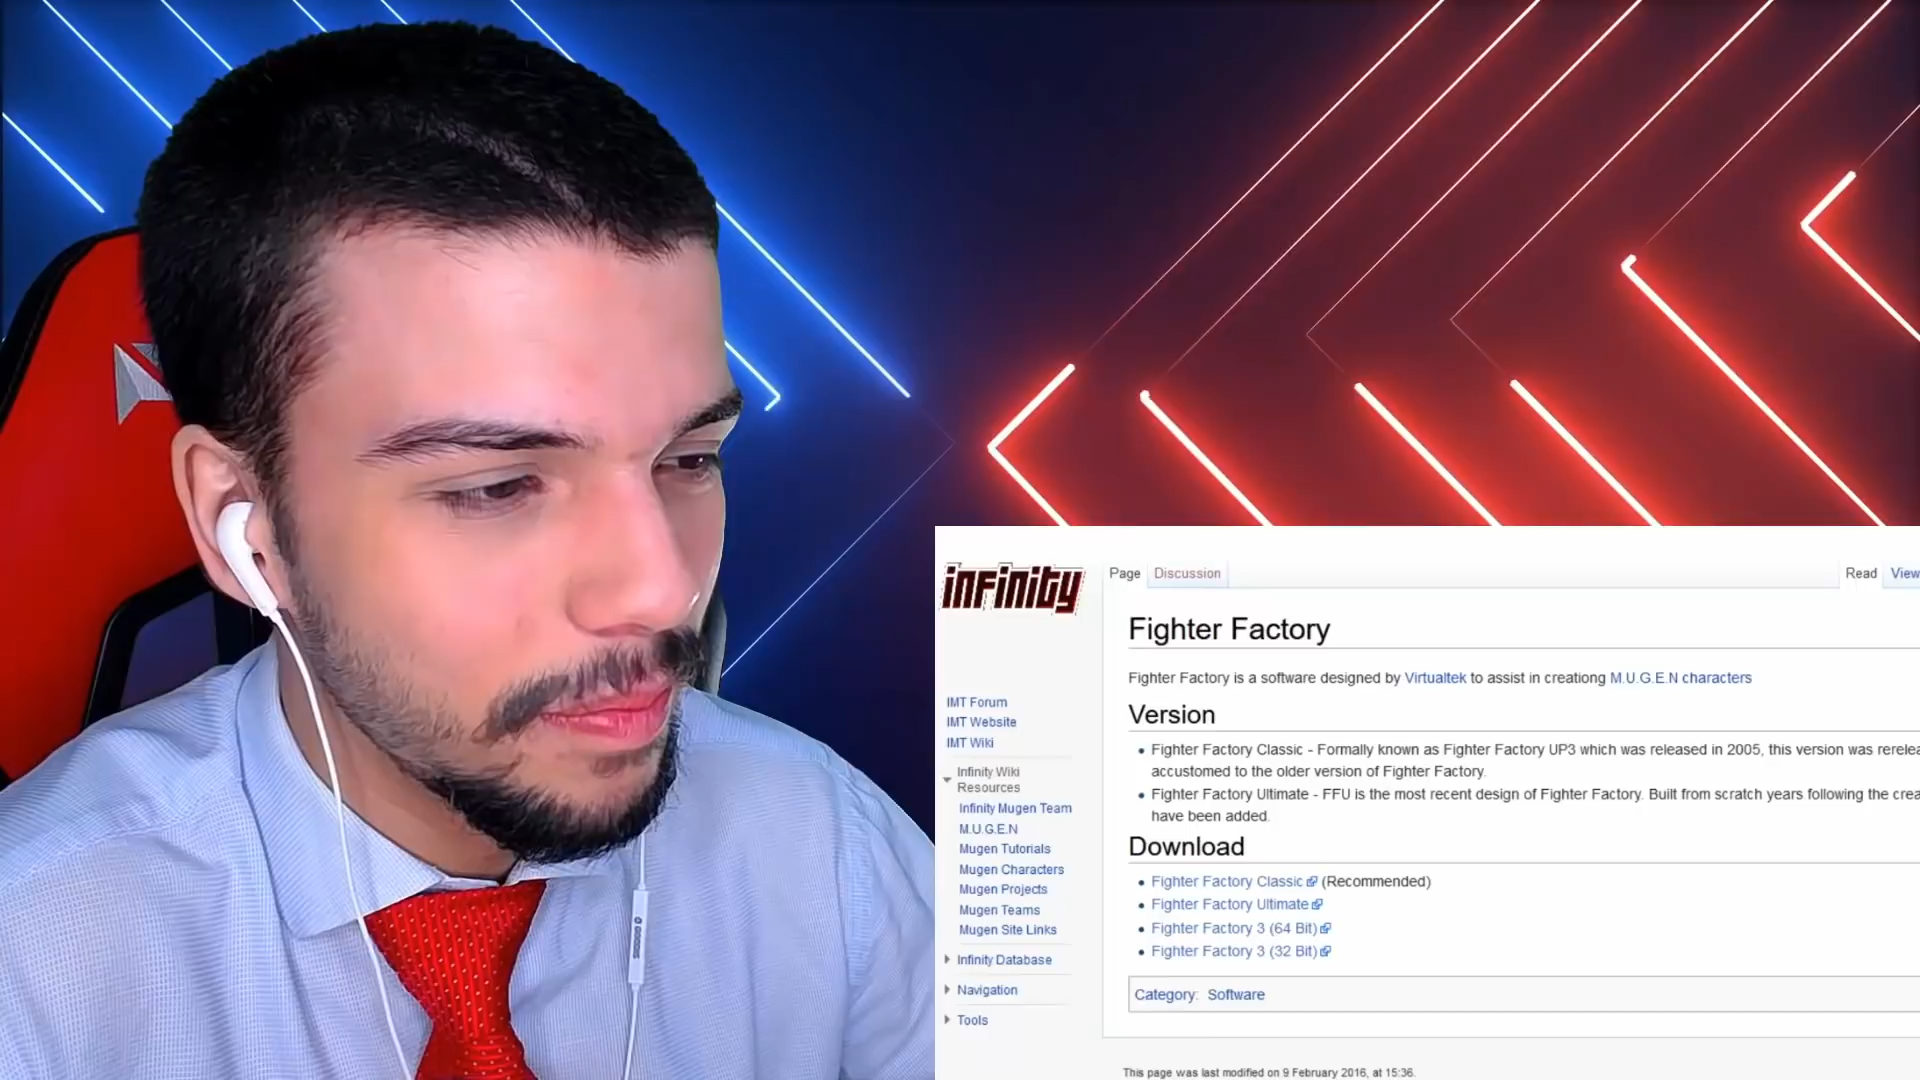 infinity
Page Discussion
Read View
Fighter Factory
Fighter Factory is a software designed by Virtualtek to assist in creationg M.U.G.E.N characters
Version
Fighter Factory Classic - Formally known as Fighter Factory UP3 which was released in 2005, this version was rerelea
accustomed to the older version of Fighter Factory.
Fighter Factory Ultimate - FFU is the most recent design of Fighter Factory. Built from scratch years following the crea
have been added.
Download
Fighter Factory Classic (Recommended)
Fighter Factory Ultimate
Fighter Factory 3 (64 Bit)
Fighter Factory 3 (32 Bit)
Category: Software
This page was last modified on 9 February 2016, at 15:36.
IMT Forum
IMT Website
IMT Wiki
Infinity Wiki
Resources
Infinity Mugen Team
M.U.G.E.N
Mugen Tutorials
Mugen Characters
Mugen Projects
Mugen Teams
Mugen Site Links
Infinity Database
Navigation
Tools